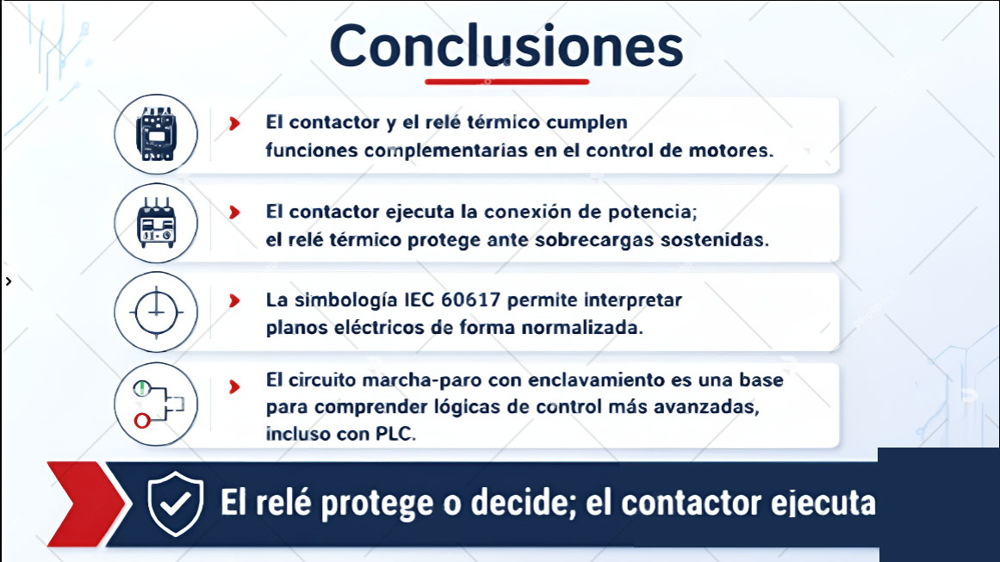 Conclusiones
El contactor y el relé térmico cumplen
funciones complementarias en el control de motores.
El contactor ejecuta la conexión de potencia;
el relé térmico protege ante sobrecargas sostenidas.
La simbología IEC 60617 permite interpretar
planos eléctricos de forma normalizada.
El circuito marcha-paro con enclavamiento es una base
para comprender lógicas de control más avanzadas,
incluso con PLC.
El relé protege o decide; el contactor ejecuta